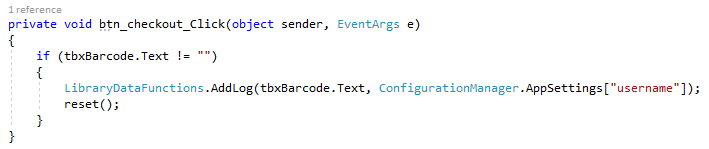 1 reference
private void btn_checkout_Click(object sender, EventArgs e)
{
if (tbxBarcode.Text != "")
{
LibraryDataFunctions.AddLog(tbxBarcode.Text, ConfigurationManager.AppSettings["username"]);
reset();
}
}